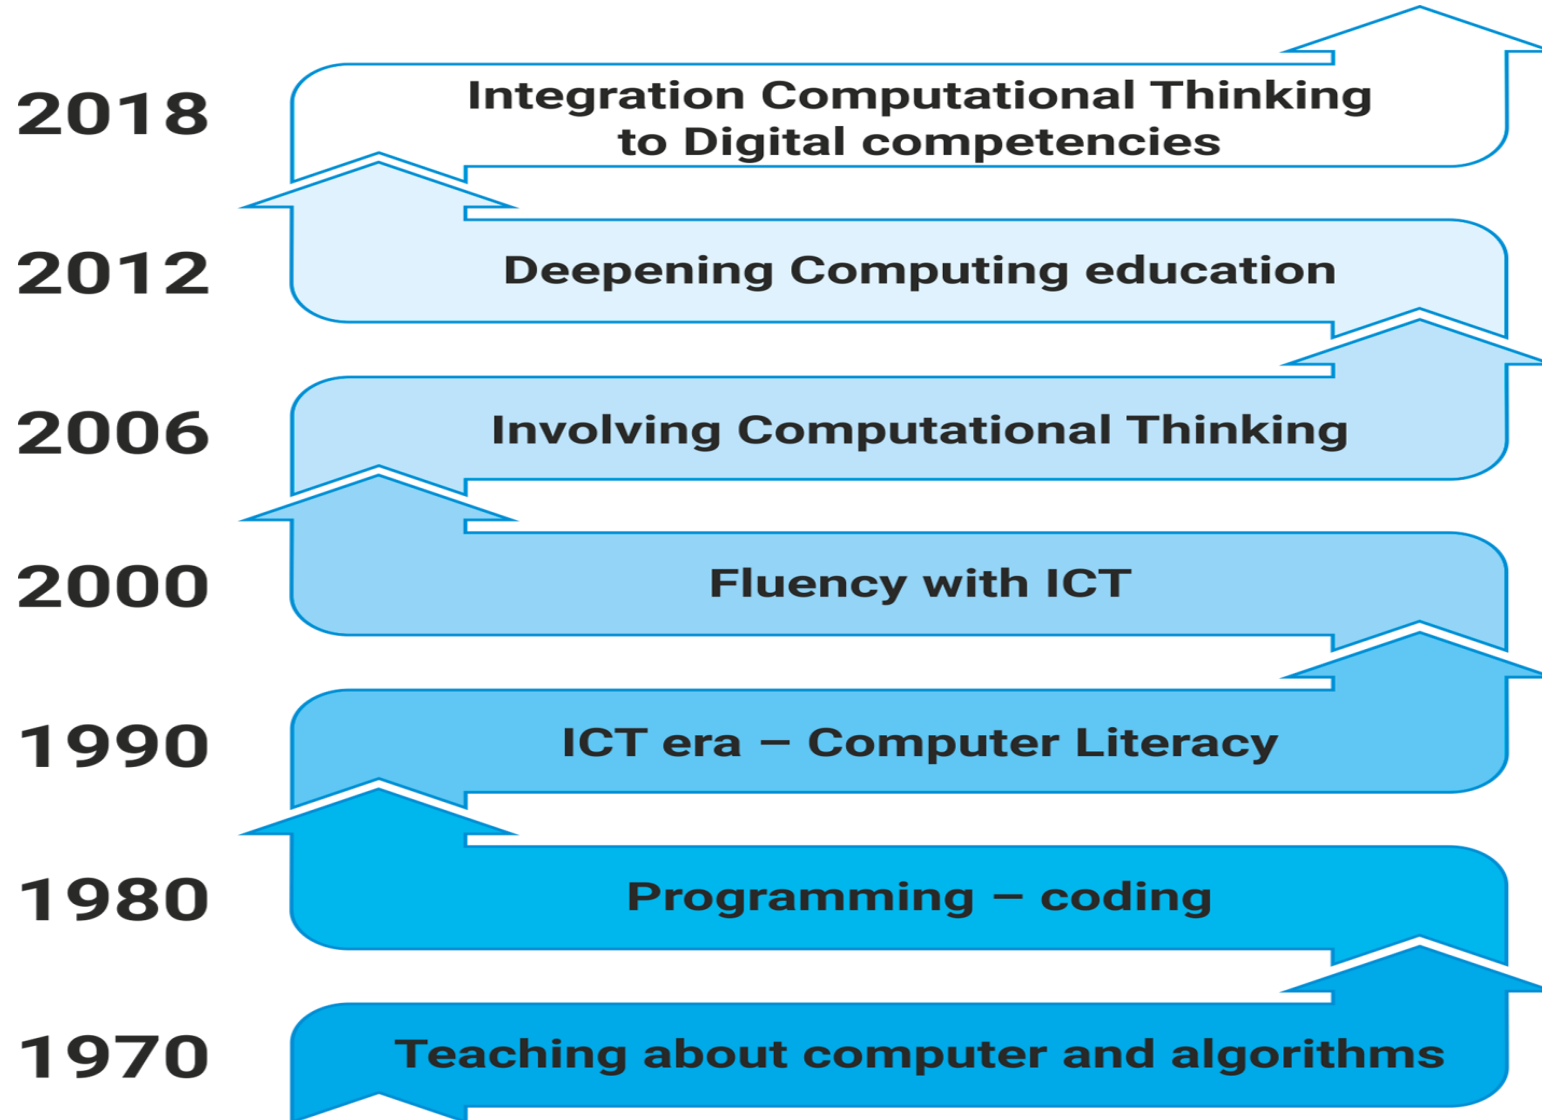 2018
Integration Computational Thinking
to Digital competencies
2012
Deepening Computing education
2006
Involving Computational Thinking
2000
Fluency with ICT
1990
ICT era – Computer Literacy
1980
Programming – coding
1970
Teaching about computer and algorithms